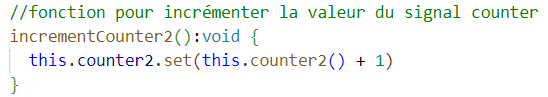 //fonction pour incrémenter la valeur du signal counter
incrementCounter2():void {
  this.counter2.set(this.counter2() + 1)
}